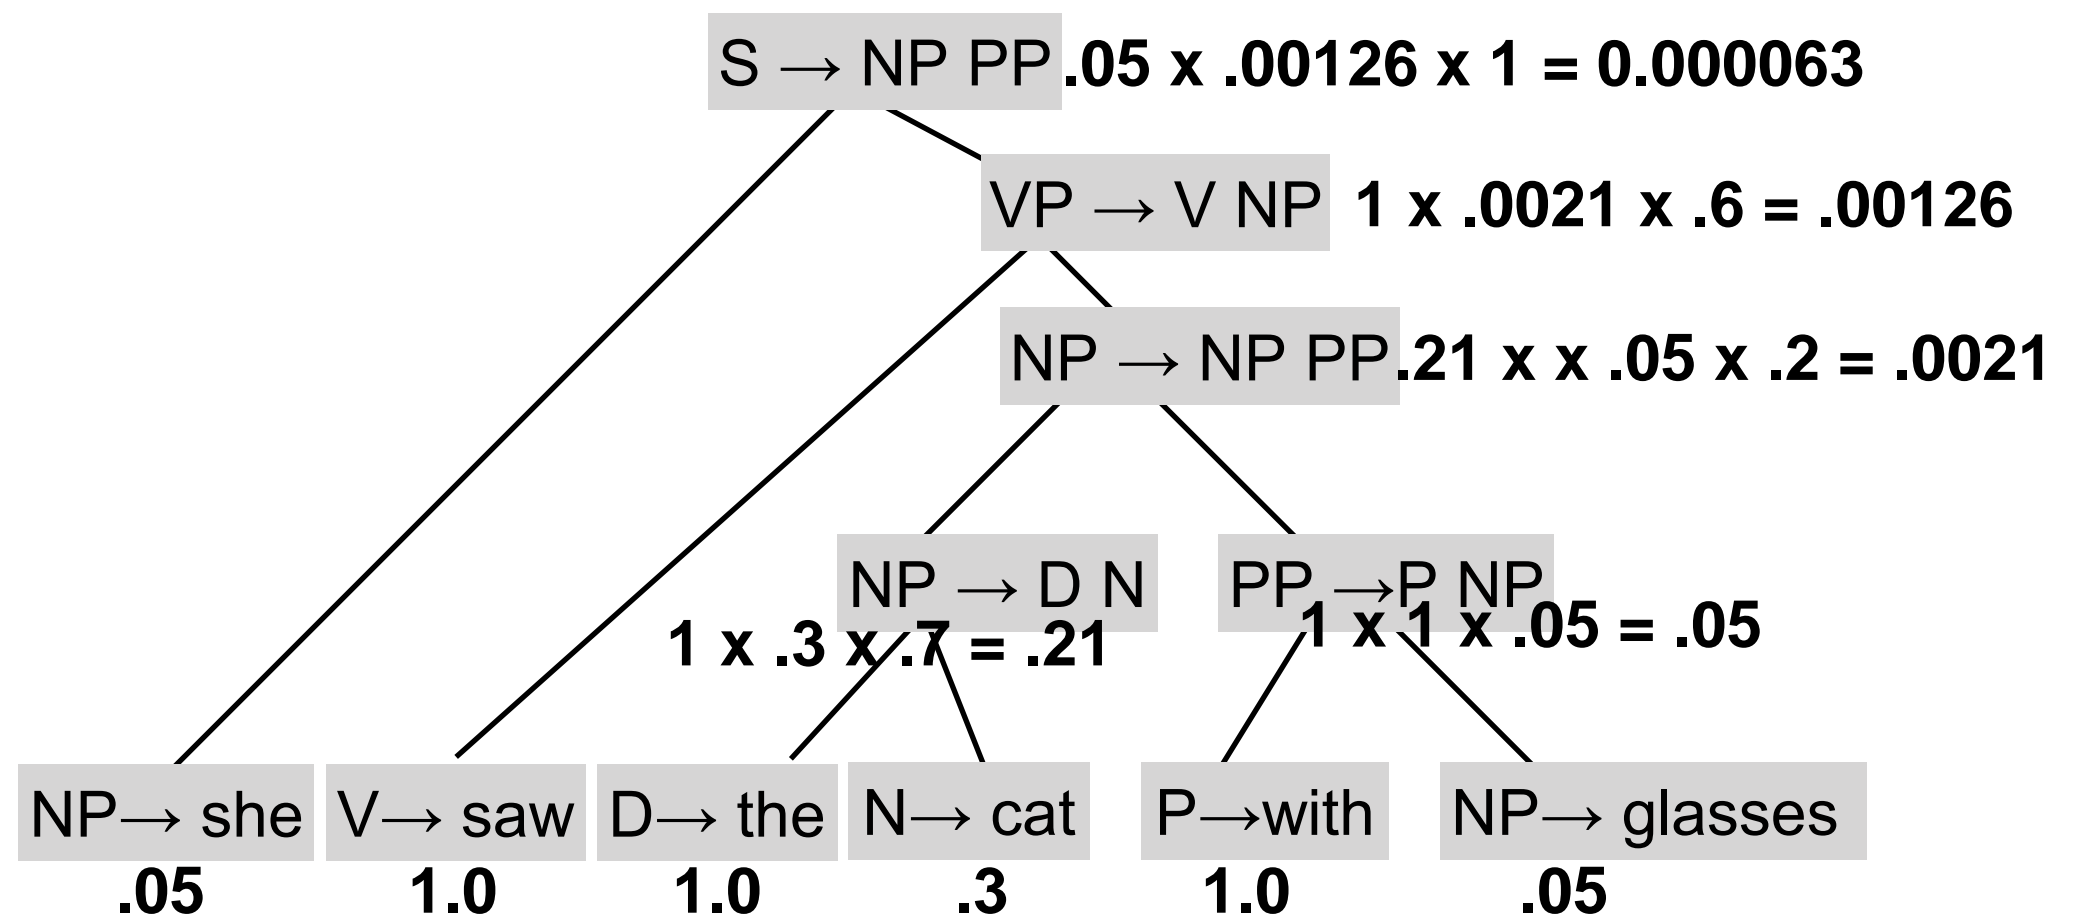 S → NP PP .05 x .00126 x 1 = 0.000063
VP → V NP 1 x .0021 x .6 = .00126
NP → NP PP .21 x x .05 x .2 = .0021
NP → D N
PP →P NP
1 x .3 x .7 = .21
1 x 1 x .05 = .05
NP→ she
V→ saw
D→ the
N→ cat
P→with
NP→ glasses
.05
1.0
1.0
.3
1.0
.05